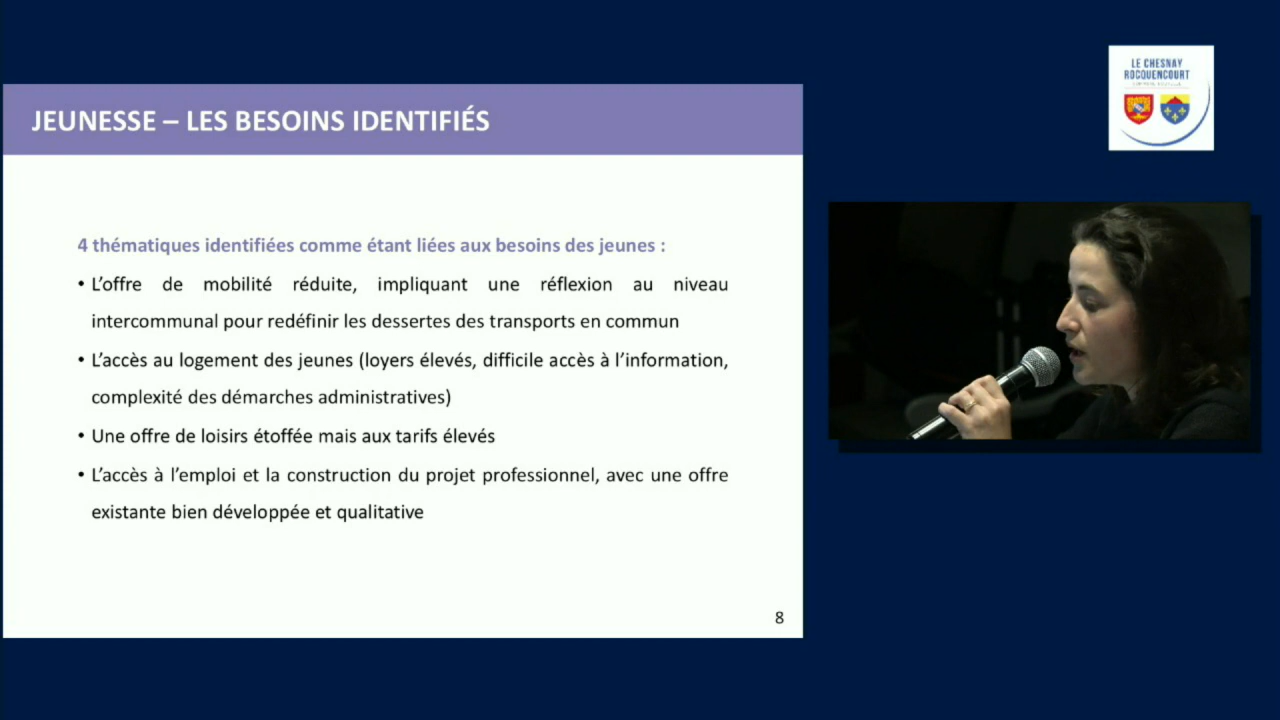 JEUNESSE – LES BESOINS IDENTIFIÉS
4 thématiques identifiées comme étant liées aux besoins des jeunes :
• L’offre de mobilité réduite, impliquant une réflexion au niveau
intercommunal pour redéfinir les dessertes des transports en commun
• L’accès au logement des jeunes (loyers élevés, difficile accès à l’information,
complexité des démarches administratives)
• Une offre de loisirs étoffée mais aux tarifs élevés
• L’accès à l’emploi et la construction du projet professionnel, avec une offre
existante bien développée et qualitative
8
LE CHESNAY
ROCQUENCOURT